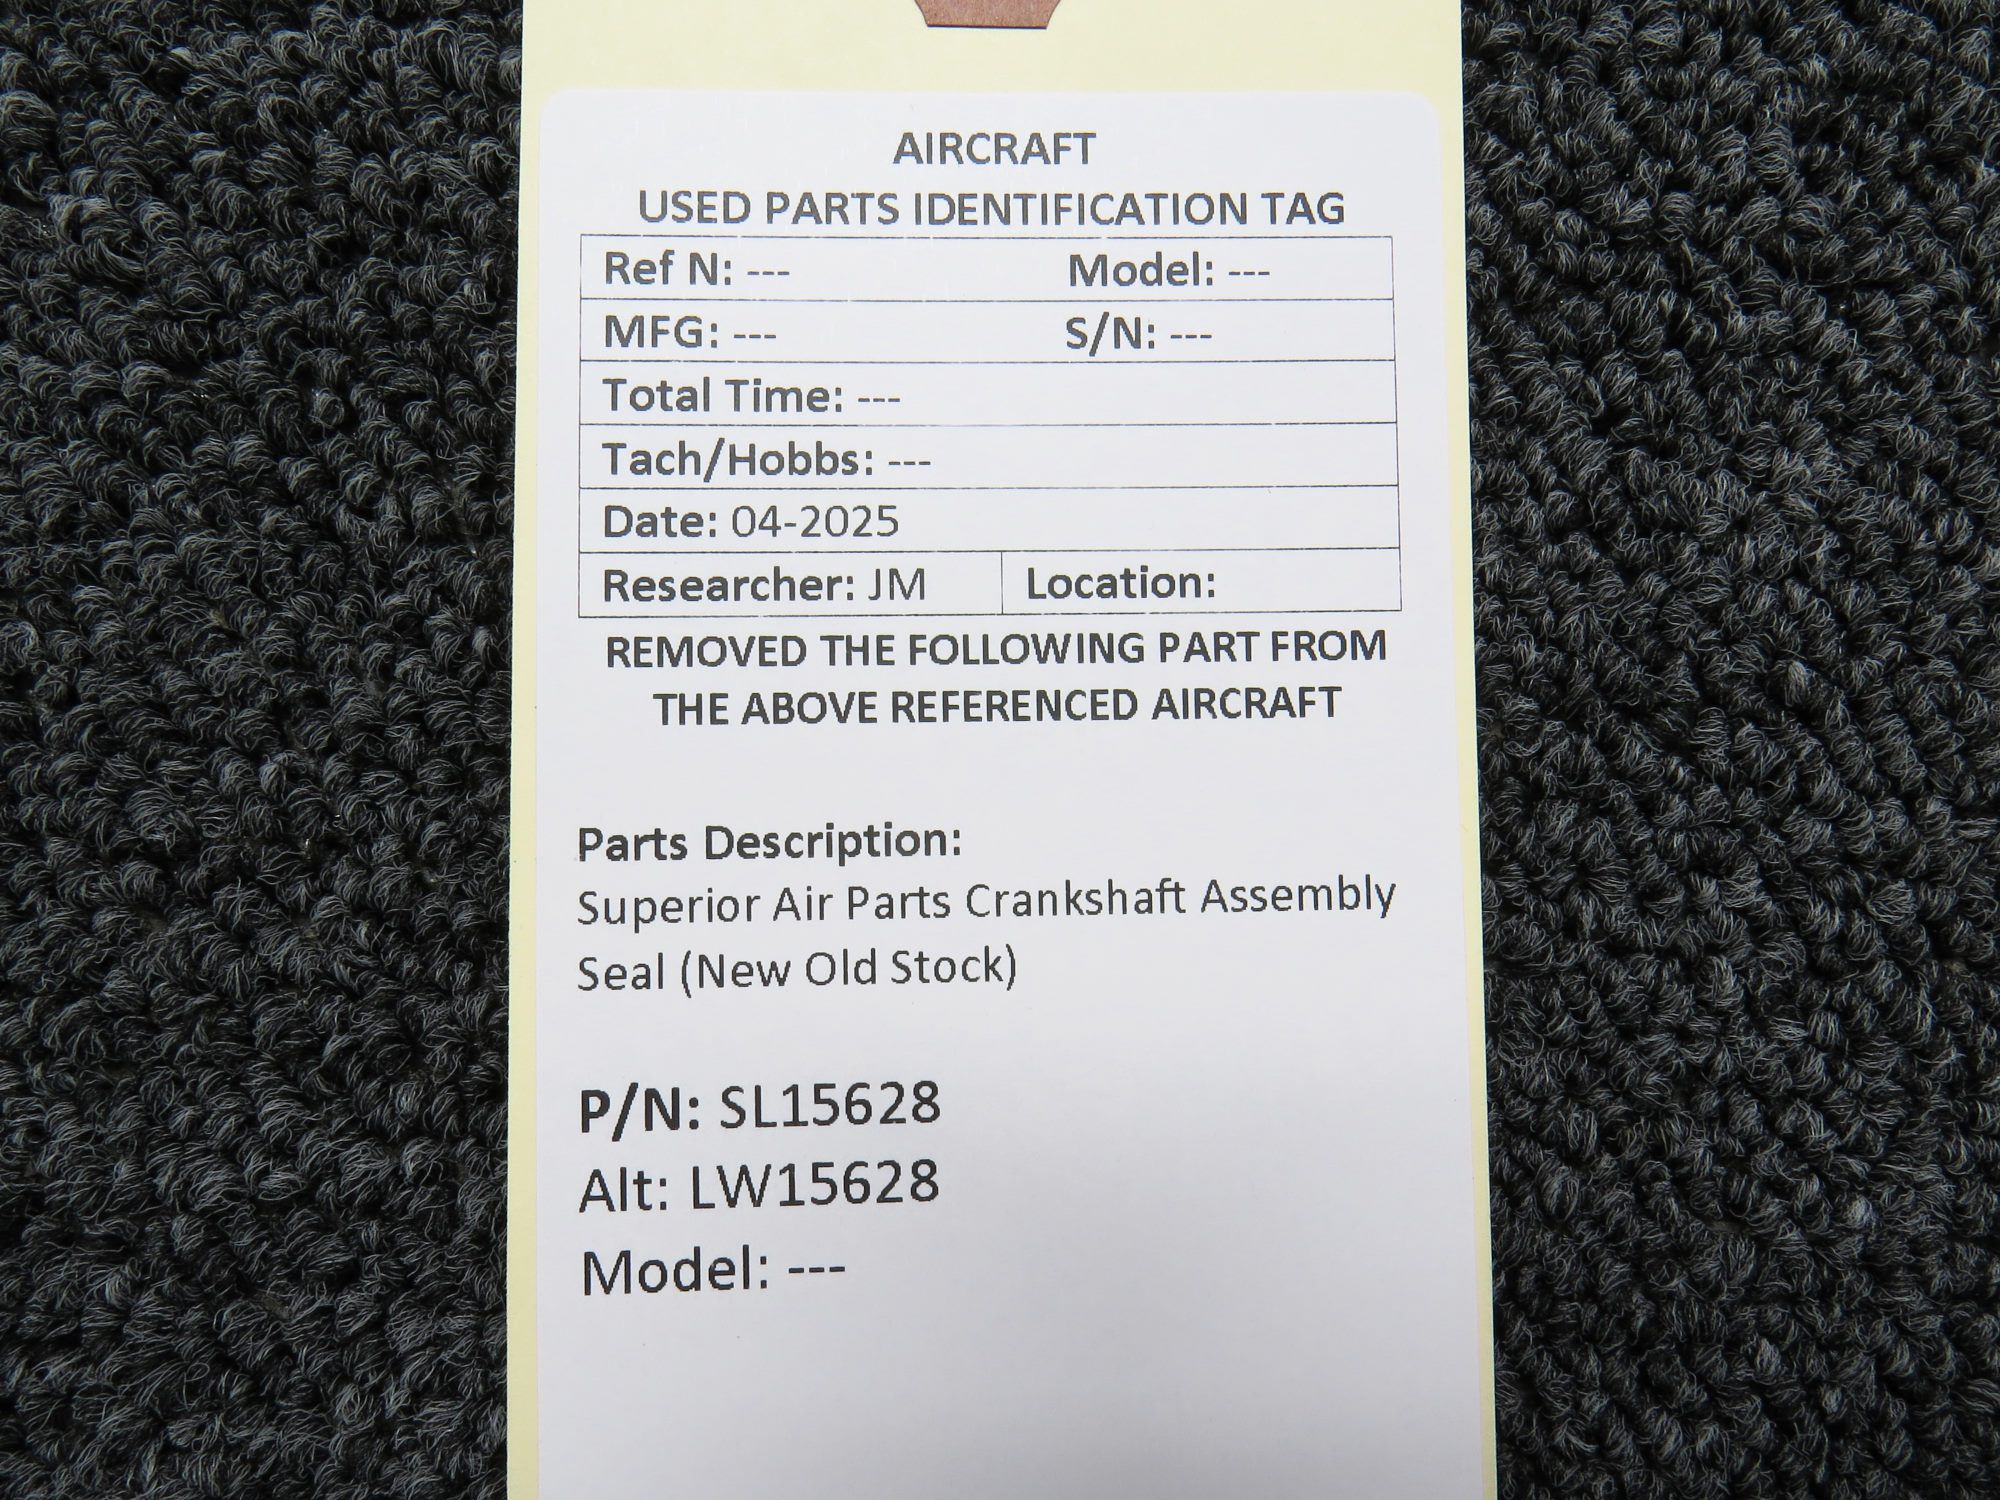 AIRCRAFT
USED PARTS IDENTIFICATION TAG
Ref N: --- Model: ---
MFG: --- S/N: ---
Total Time: ---
Tach/Hobbs: ---
Date: 04-2025
Researcher: JM Location:
REMOVED THE FOLLOWING PART FROM
THE ABOVE REFERENCED AIRCRAFT
Parts Description:
Superior Air Parts Crankshaft Assembly
Seal (New Old Stock)
P/N: SL15628
Alt: LW15628
Model: ---